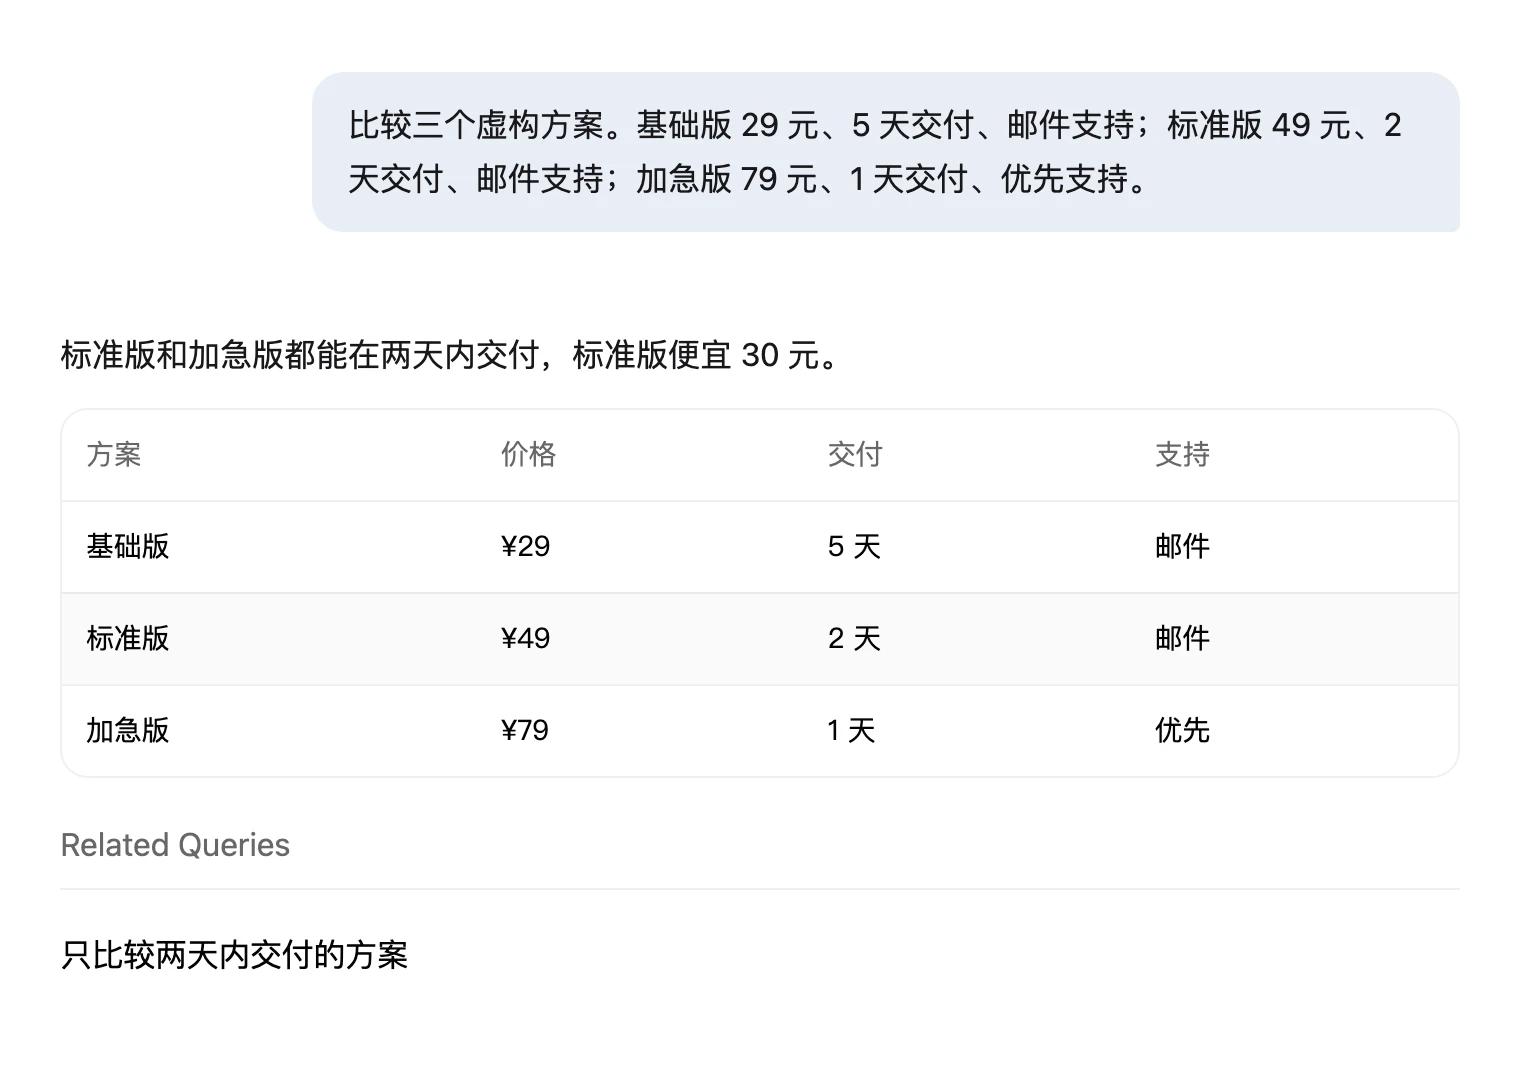 比较三个虚构方案。基础版 29 元、5 天交付、邮件支持；标准版 49 元、2
天交付、邮件支持；加急版 79 元、1 天交付、优先支持。
标准版和加急版都能在两天内交付，标准版便宜 30 元。
方案 价格 交付 支持
基础版 ¥29 5 天 邮件
标准版 ¥49 2 天 邮件
加急版 ¥79 1 天 优先
Related Queries
只比较两天内交付的方案